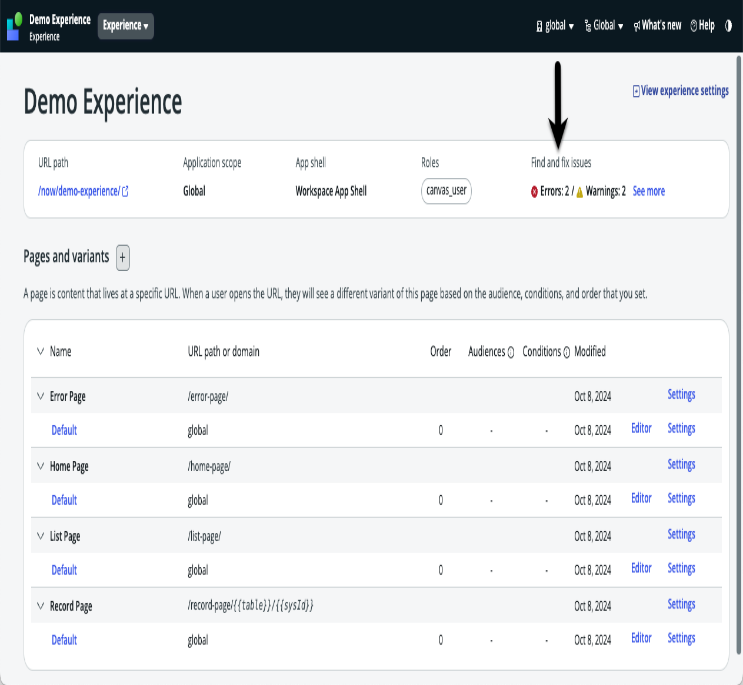 Demo Experience
Experience
Experience
global
Global
What's new
Help
Demo Experience
View experience settings
URL path
Application scope
App shell
Roles
Find and fix issues
/now/demo-experience/
Global
Workspace App Shell
canvas_user
Errors: 2 / Warnings: 2 See more
Pages and variants +
A page is content that lives at a specific URL. When a user opens the URL, they will see a different variant of this page based on the audience, conditions, and order that you set.
Name URL path or domain Order Audiences Conditions Modified
Error Page /error-page/ Oct 8, 2024 Settings
Default global 0 - - Oct 8, 2024 Editor Settings
Home Page /home-page/ Oct 8, 2024 Settings
Default global 0 - - Oct 8, 2024 Editor Settings
List Page /list-page/ Oct 8, 2024 Settings
Default global 0 - - Oct 8, 2024 Editor Settings
Record Page /record-page/{{table}}/{{sysId}} Oct 8, 2024 Settings
Default global 0 - - Oct 8, 2024 Editor Settings